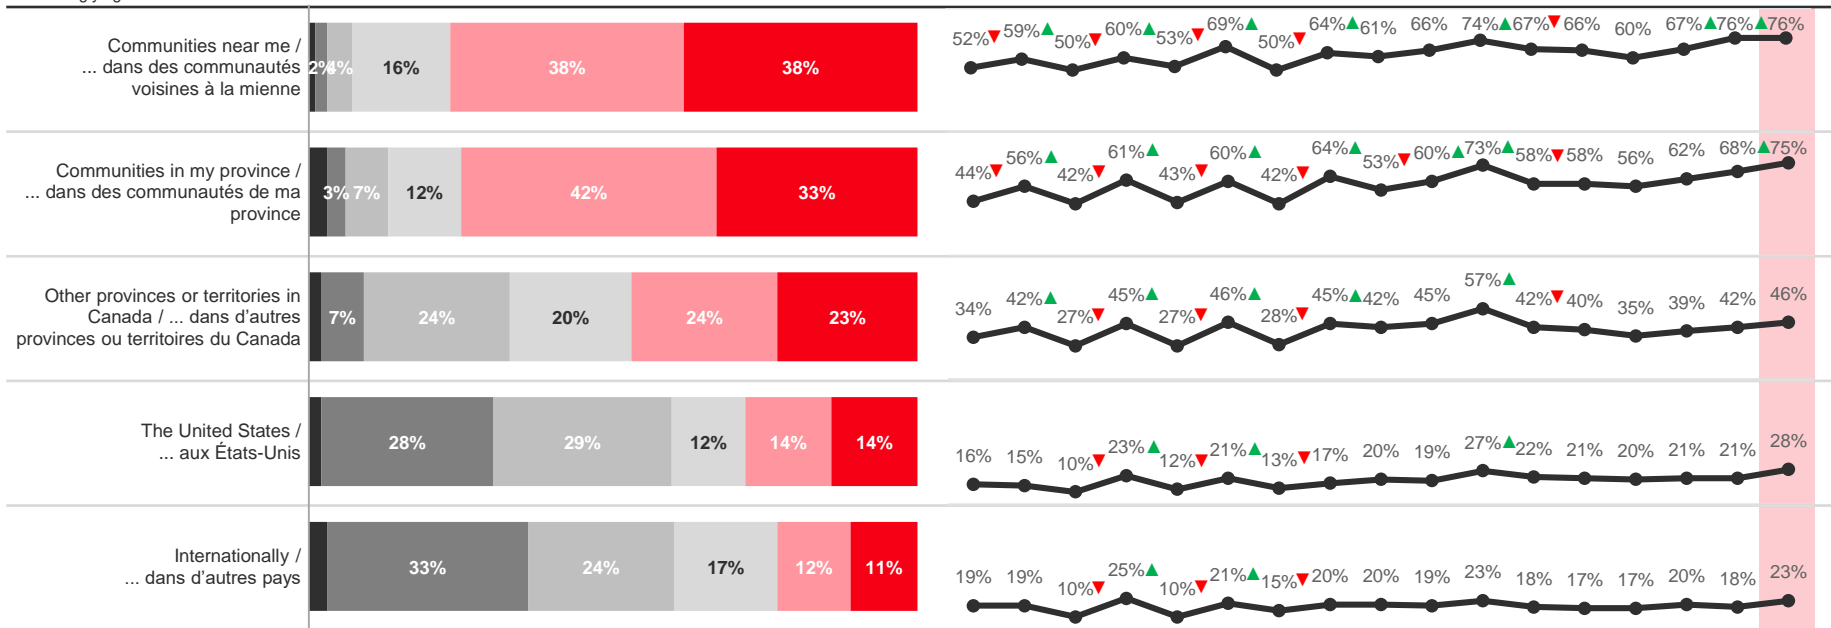 Communities near me /
... dans des communautés
voisines à la mienne
2% 4% 16% 38% 38%
52%▼ 59%▲ 50%▼ 60%▲ 53%▼ 69%▲ 50%▼ 64%▲ 61% 66% 74%▲ 67%▼ 66% 60% 67%▲ 76%▲ 76%
Communities in my province /
... dans des communautés de ma
province
3% 7% 12% 42% 33%
44%▼ 56%▲ 42%▼ 61%▲ 43%▼ 60%▲ 42%▼ 64%▲ 53%▼ 60%▲ 73%▲ 58%▼ 58% 56% 62% 68%▲ 75%
Other provinces or territories in
Canada / ... dans d'autres
provinces ou territoires du Canada
7% 24% 20% 24% 23%
34% 42%▲ 27%▼ 45%▲ 27%▼ 46%▲ 28%▼ 45%▲ 42% 45% 57%▲ 42%▼ 40% 35% 39% 42% 46%
The United States /
... aux États-Unis
28% 29% 12% 14% 14%
16% 15% 10%▼ 23%▲ 12%▼ 21%▲ 13%▼ 17% 20% 19% 27%▲ 22% 21% 20% 21% 21% 28%
Internationally /
... dans d'autres pays
33% 24% 17% 12% 11%
19% 19% 10%▼ 25%▲ 10%▼ 21%▲ 15%▼ 20% 20% 19% 23% 18% 17% 17% 20% 18% 23%